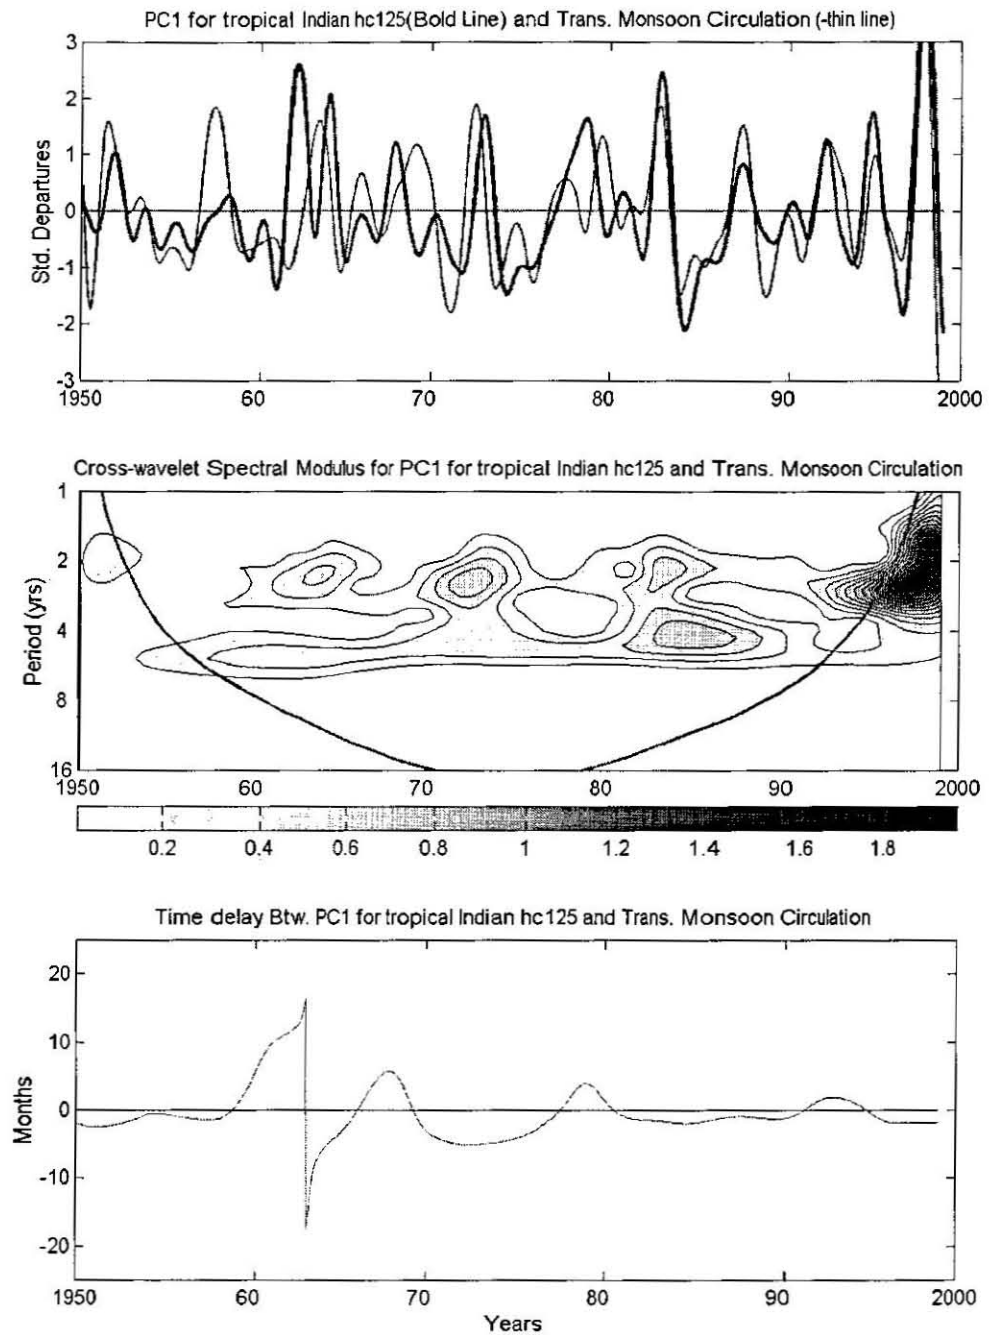 PC1 for tropical Indian hc125(Bold Line) and Trans. Monsoon Circulation (-thin line)
3
2
1
0
-1
-2
-3
Std. Departures
1950 60 70 80 90 2000
Cross-wavelet Spectral Modulus for PC1 for tropical Indian hc125 and Trans. Monsoon Circulation
1
2
4
8
16
Period (yrs)
1950 60 70 80 90 2000
0.2 0.4 0.6 0.8 1 1.2 1.4 1.6 1.8
Time delay Btw. PC1 for tropical Indian hc125 and Trans. Monsoon Circulation
20
10
0
-10
-20
Months
1950 60 70 80 90 2000
Years